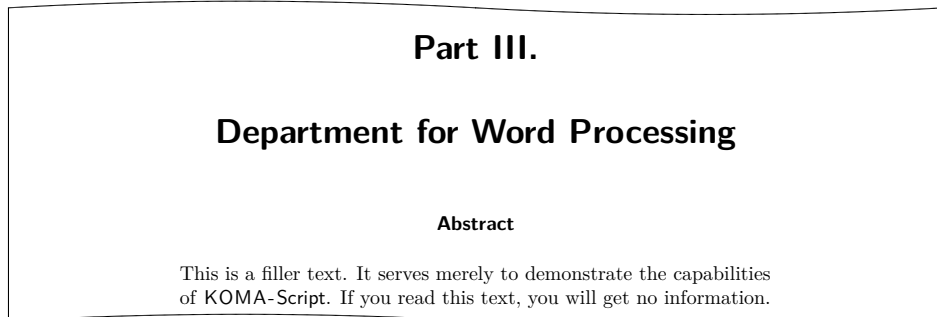 Part III.
Department for Word Processing
Abstract
This is a filler text. It serves merely to demonstrate the capabilities
of KOMA-Script. If you read this text, you will get no information.